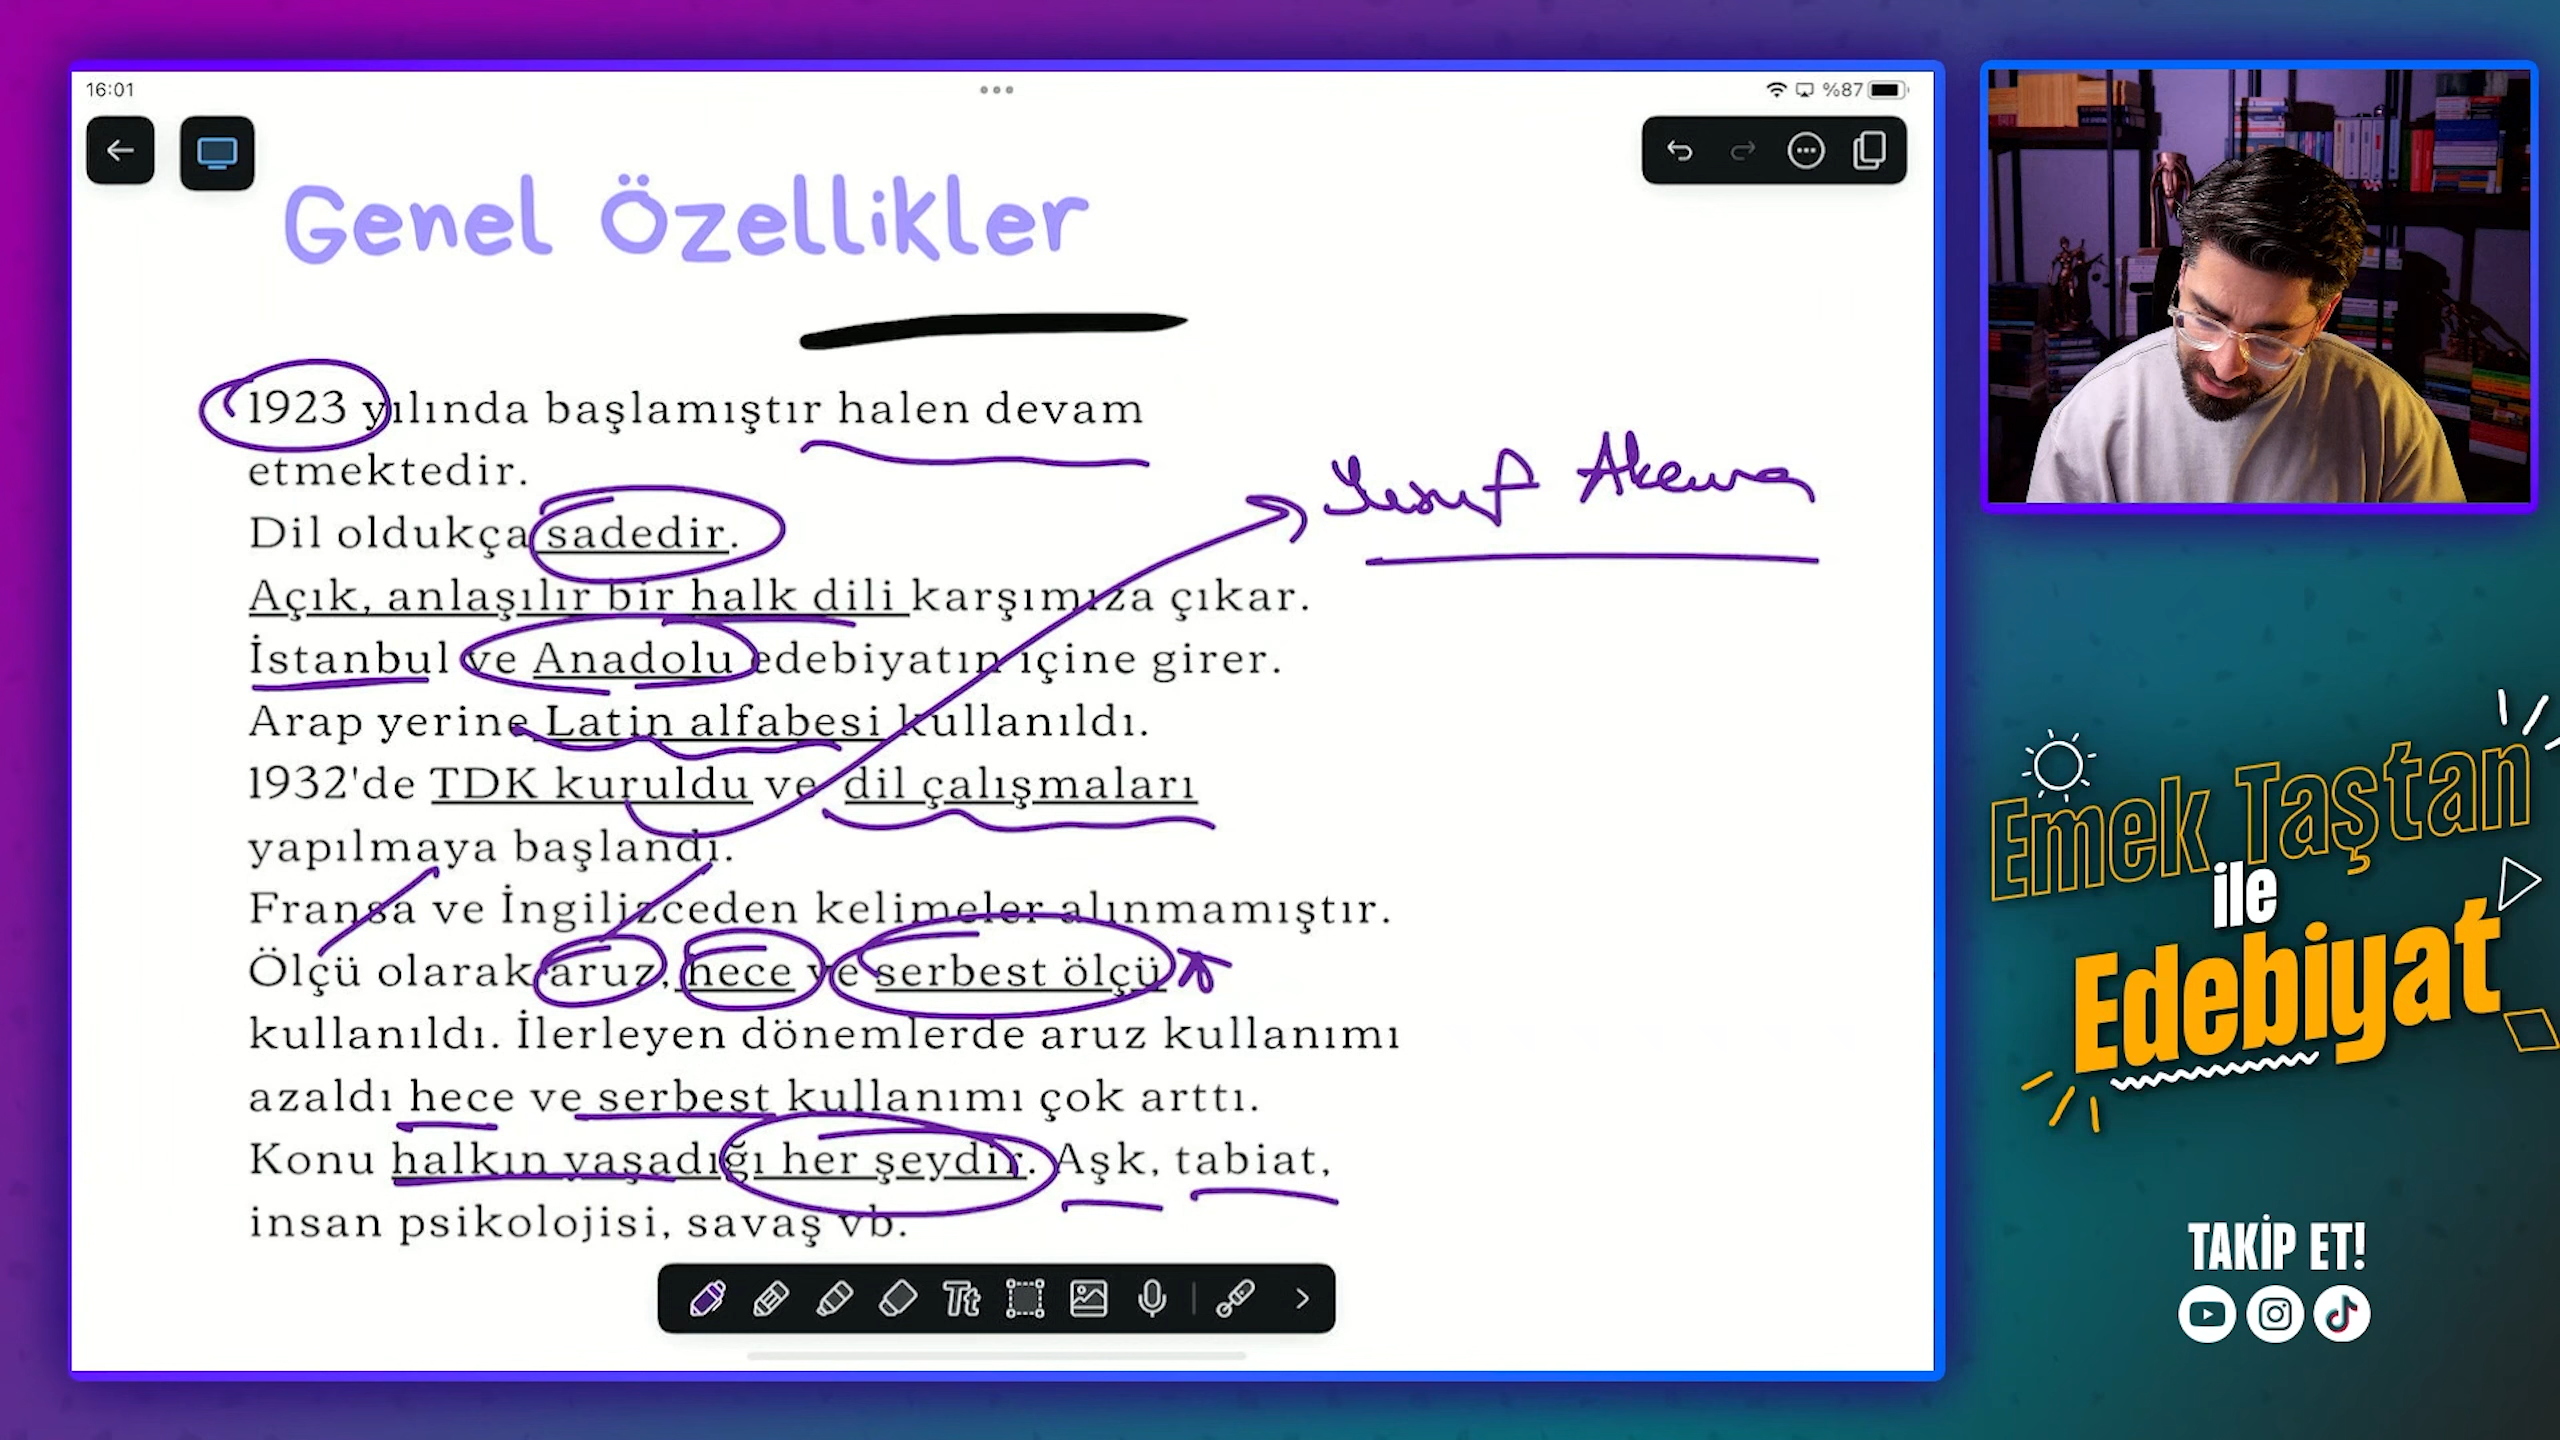 16:01
%87
Genel Özellikler
1923 yılında başlamıştır halen devam
etmektedir.
Yusuf Akçura
Dil oldukça sadedir.
Açık, anlaşılır bir halk dili karşımıza çıkar.
İstanbul ve Anadolu edebiyatın içine girer.
Arap yerine Latin alfabesi kullanıldı.
1932'de TDK kuruldu ve dil çalışmaları
yapılmaya başlandı.
Fransa ve İngilizceden kelimeler alınmamıştır.
Ölçü olarak aruz, hece ve serbest ölçü
kullanıldı. İlerleyen dönemlerde aruz kullanımı
azaldı hece ve serbest kullanımı çok arttı.
Konu halkın yaşadığı her şeydir. Aşk, tabiat,
insan psikolojisi, savaş vb.
Tt
Emek Taştan
ile
Edebiyat
TAKİP ET!